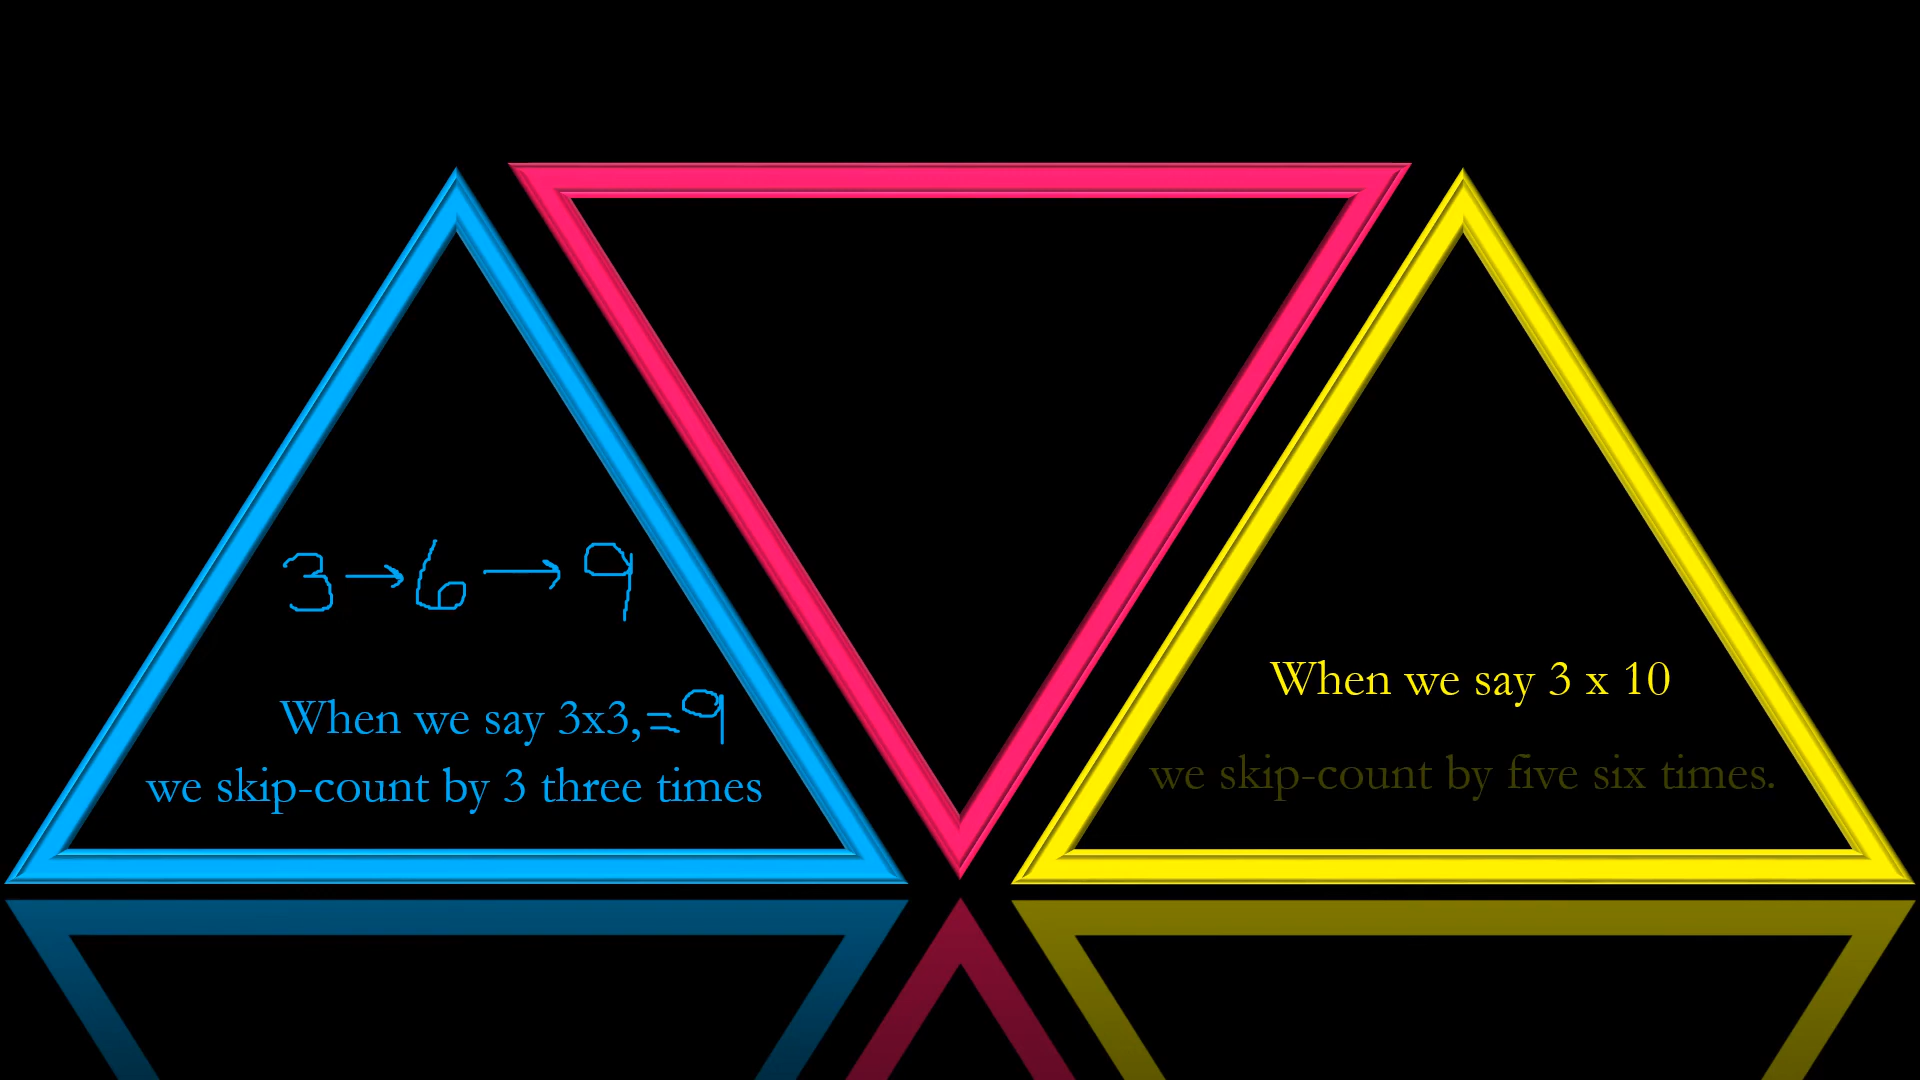 3→6→9
When we say 3x3,=9
we skip-count by 3 three times
When we say 3 x 10
we skip-count by five six times.